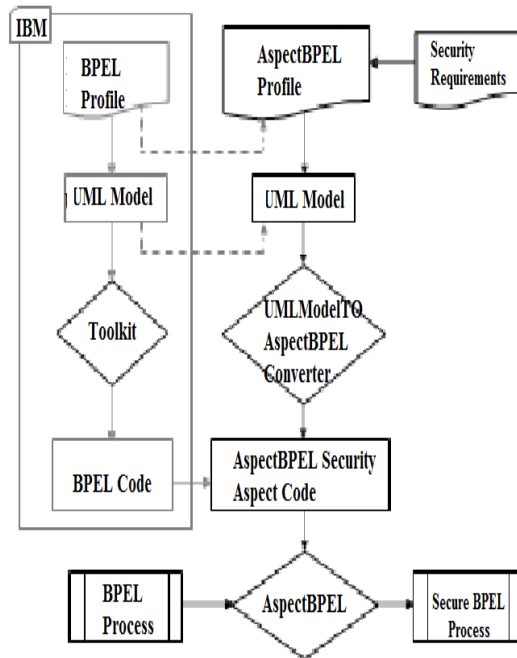 IBM
BPEL
Profile
AspectBPEL
Profile
Security
Requirements
UML Model
UML Model
Toolkit
UMLModelTO
AspectBPEL
Converter
BPEL Code
AspectBPEL Security
Aspect Code
BPEL
Process
AspectBPEL
Secure BPEL
Process